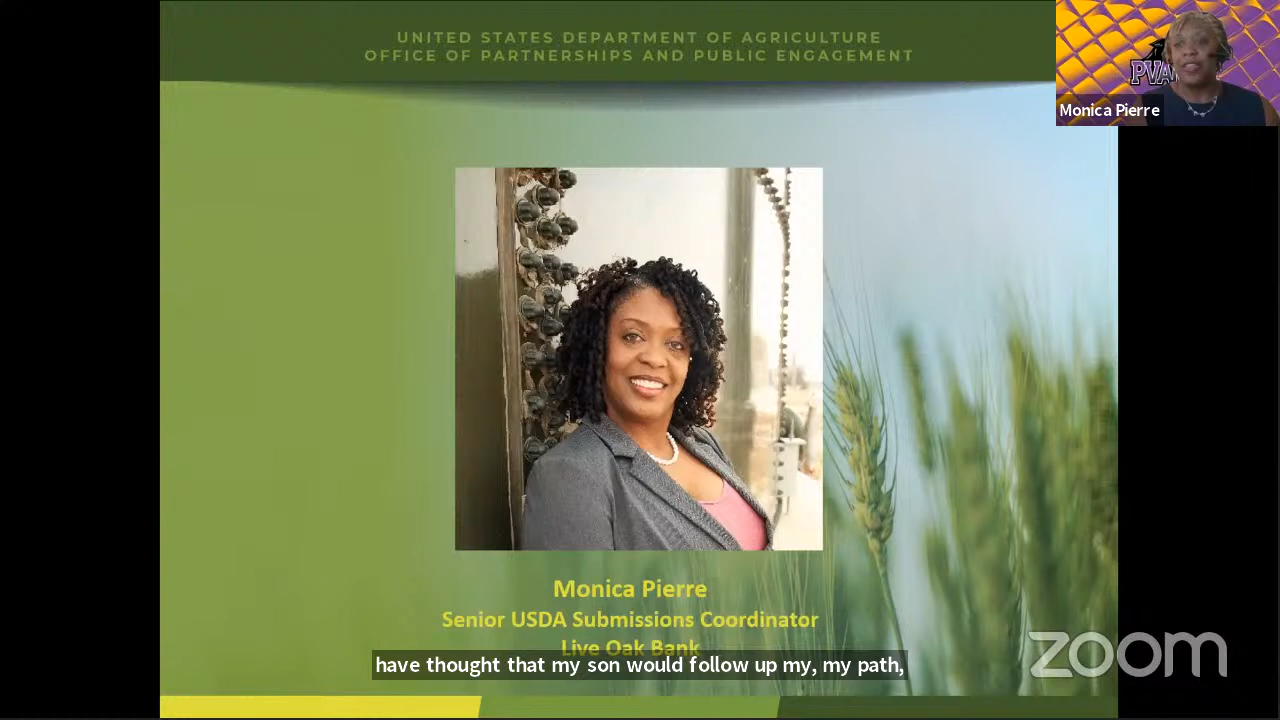 UNITED STATES DEPARTMENT OF AGRICULTURE
OFFICE OF PARTNERSHIPS AND PUBLIC ENGAGEMENT
Monica Pierre
Monica Pierre
Senior USDA Submissions Coordinator
Live Oak Bank
have thought that my son would follow up my, my path,
zoom